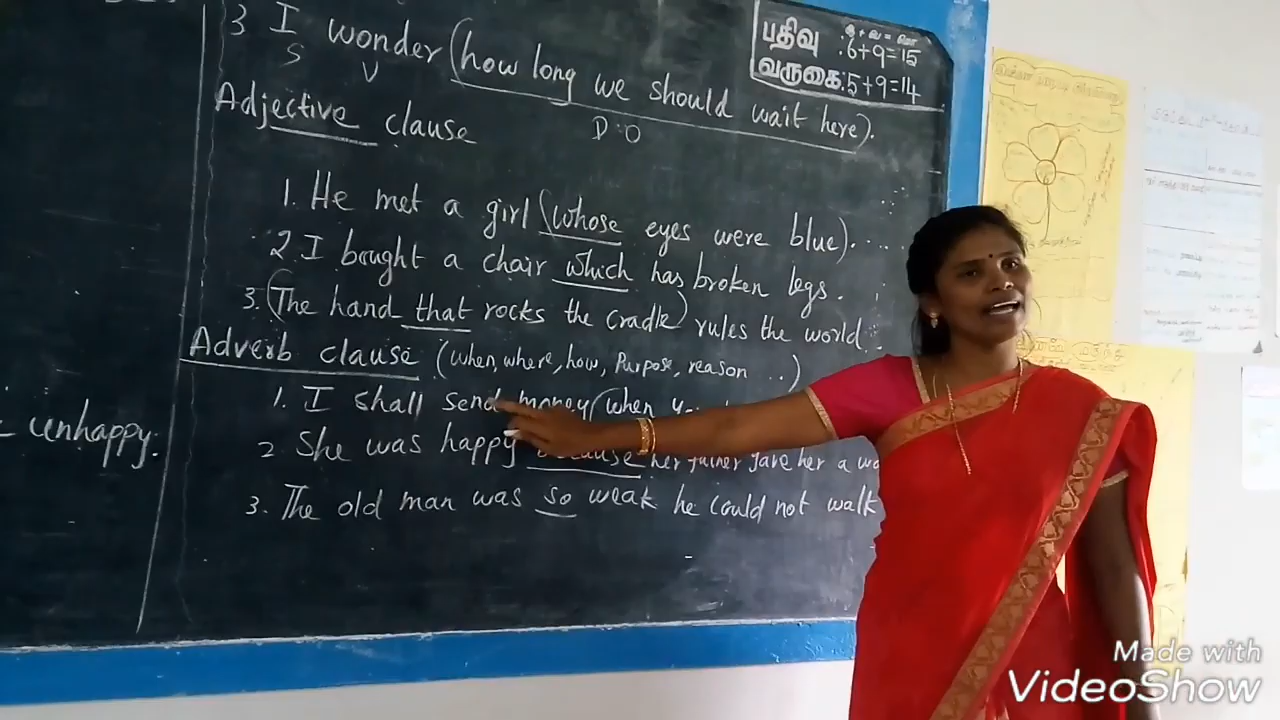 3 I wonder (how long we should wait here).
S V D.O
பதிவு : 6+9=15
வருகை : 5+9=14
Adjective clause
1. He met a girl (whose eyes were blue).....
2. I bought a chair which has broken legs.
3. (The hand that rocks the cradle) rules the world.
Adverb clause (when, where, how, Purpose, reason ..)
1. I shall send money (when
2 She was happy because her father gave her a
3. The old man was so weak he could not walk
unhappy.
Made with
VideoShow